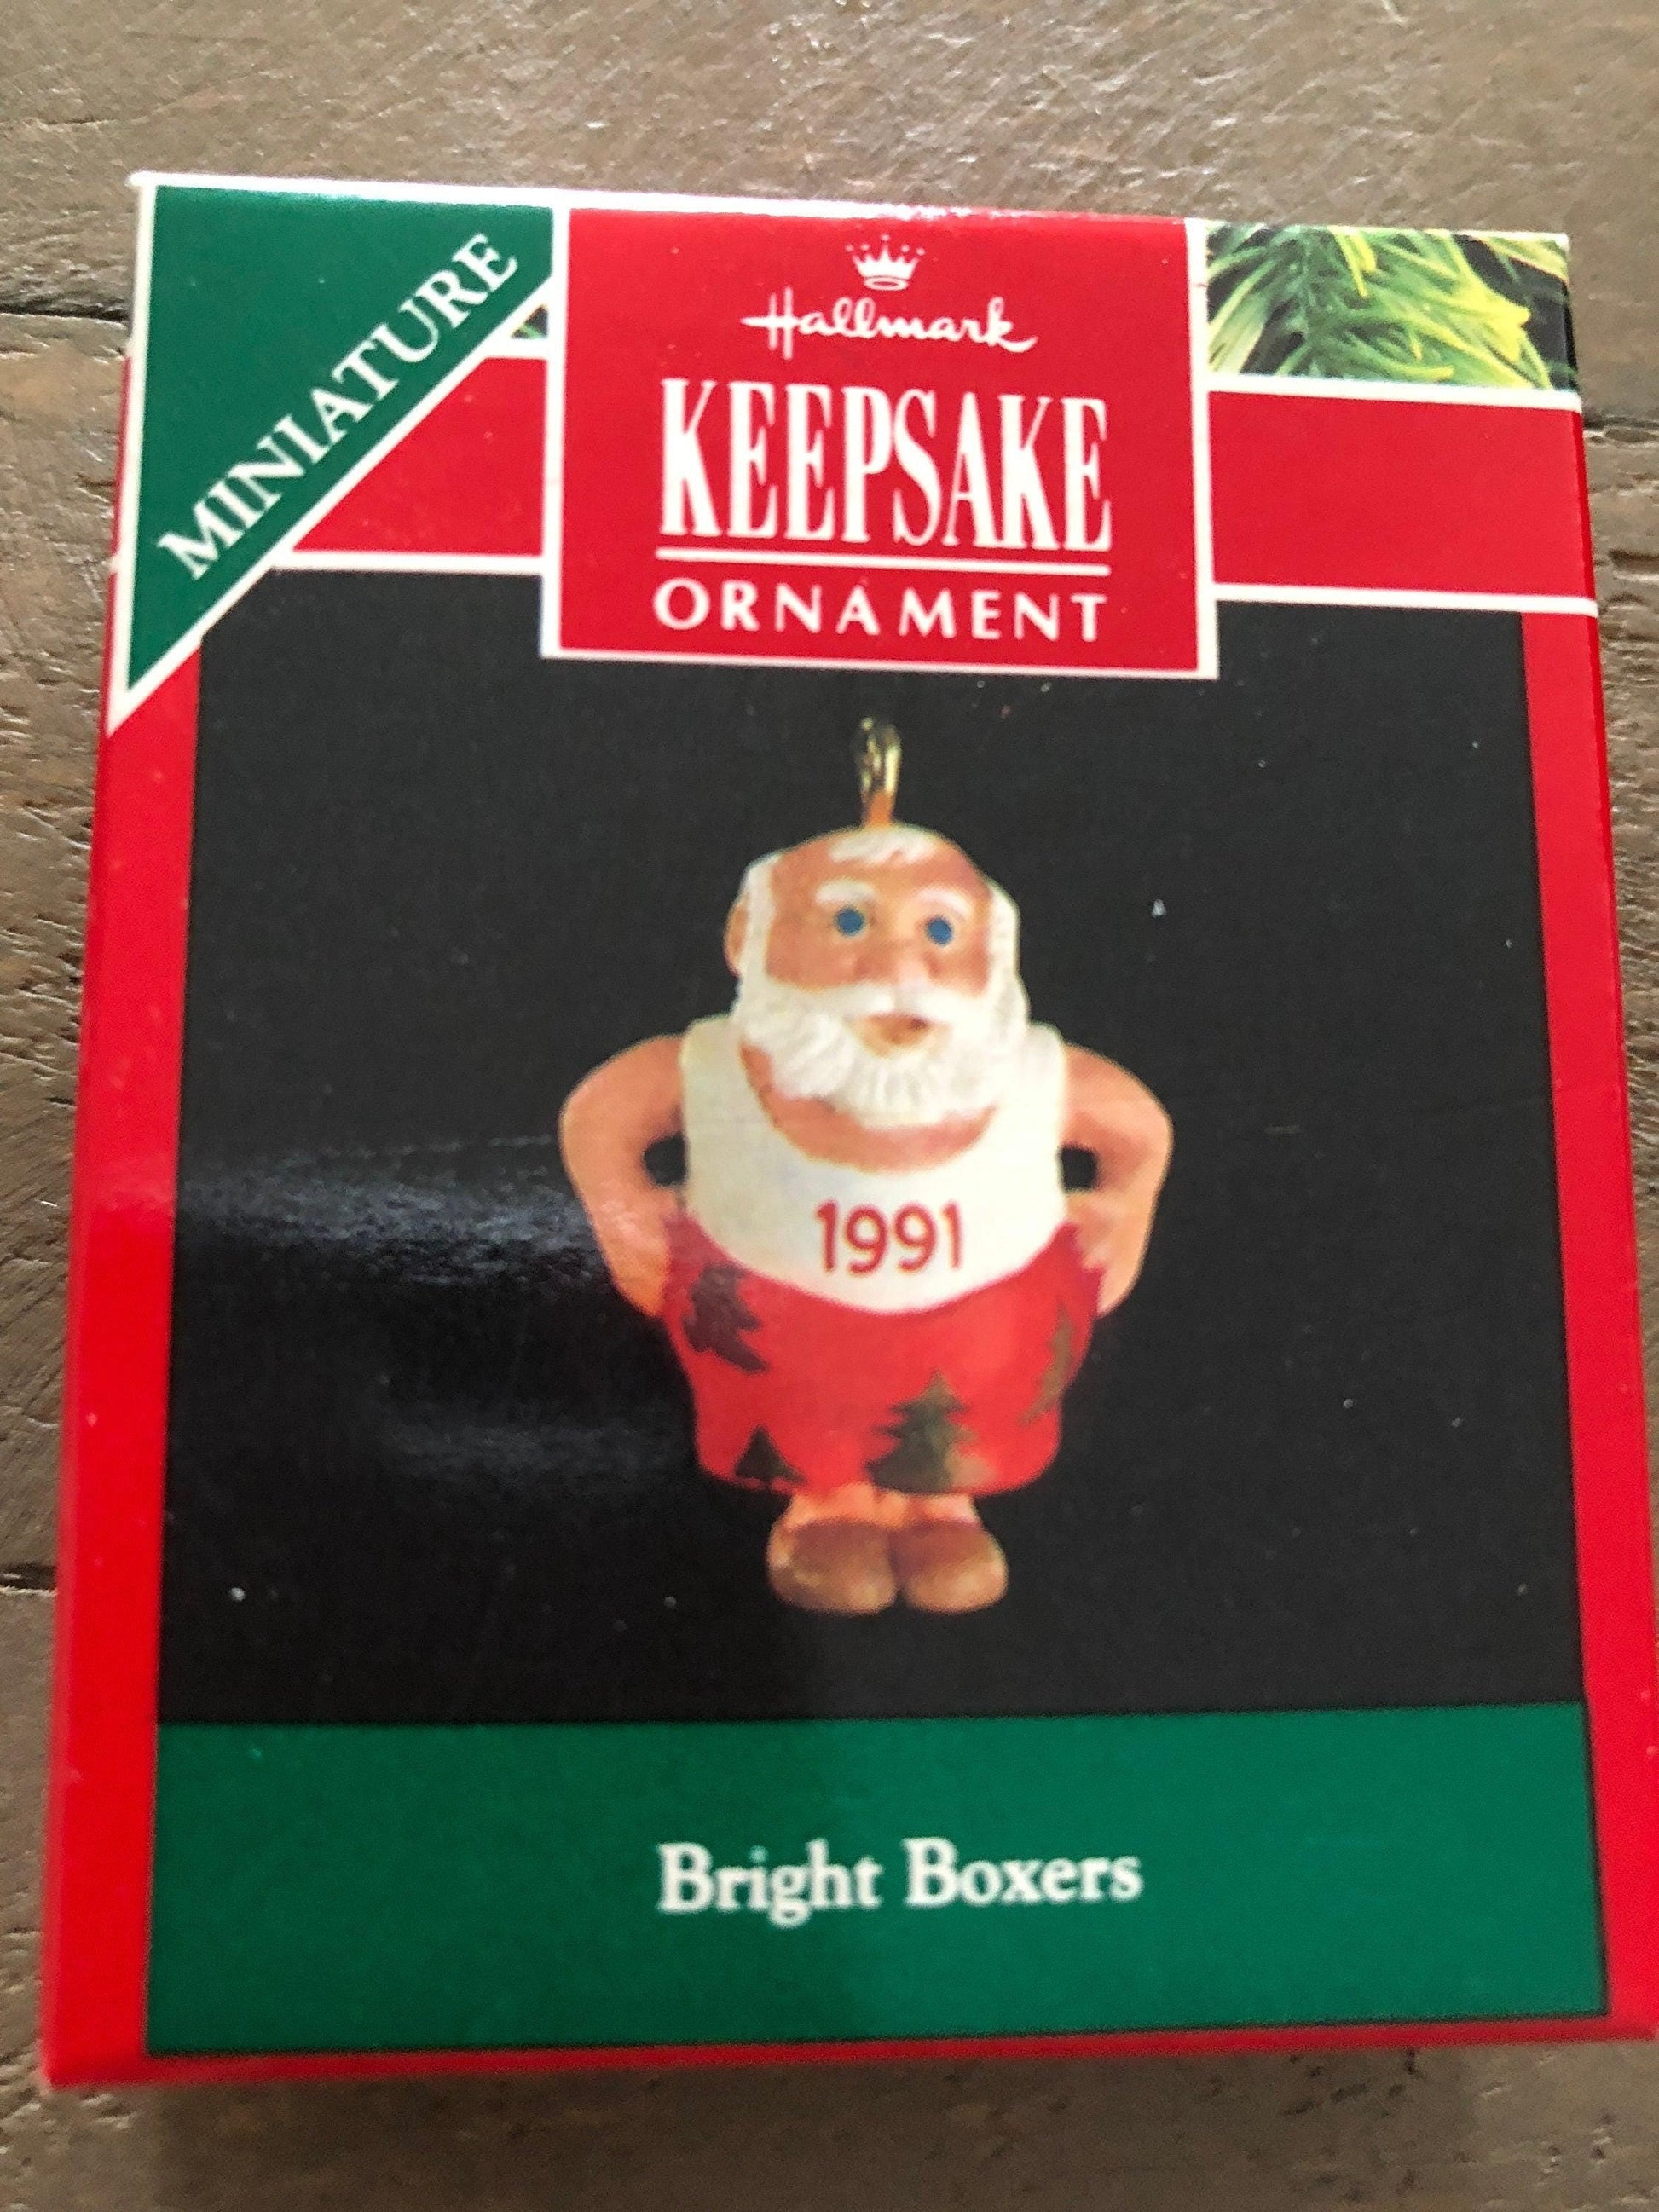 MINIATURE
Hallmark
KEEPSAKE
ORNAMENT
1991
Bright Boxers